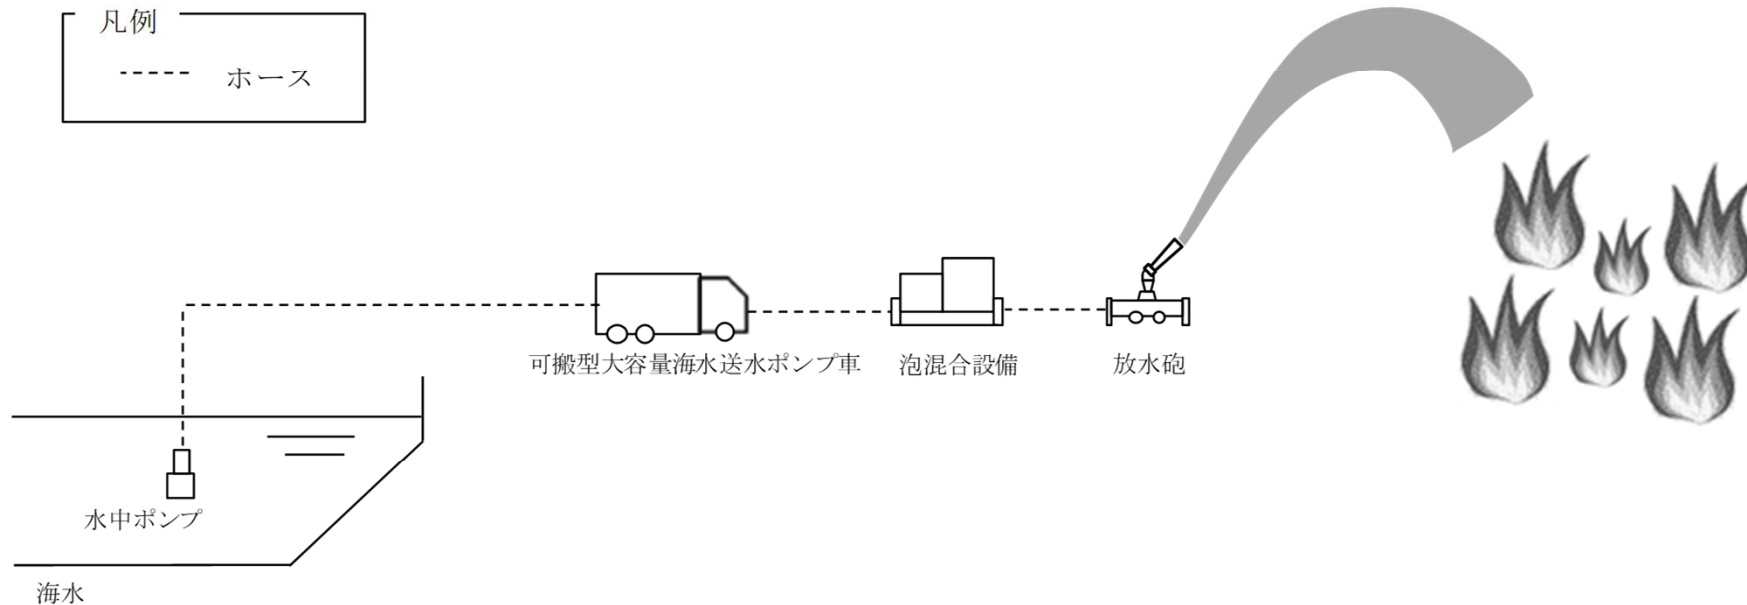 凡例
ホース
可搬型大容量海水送水ポンプ車
泡混合設備
放水砲
水中ポンプ
海水